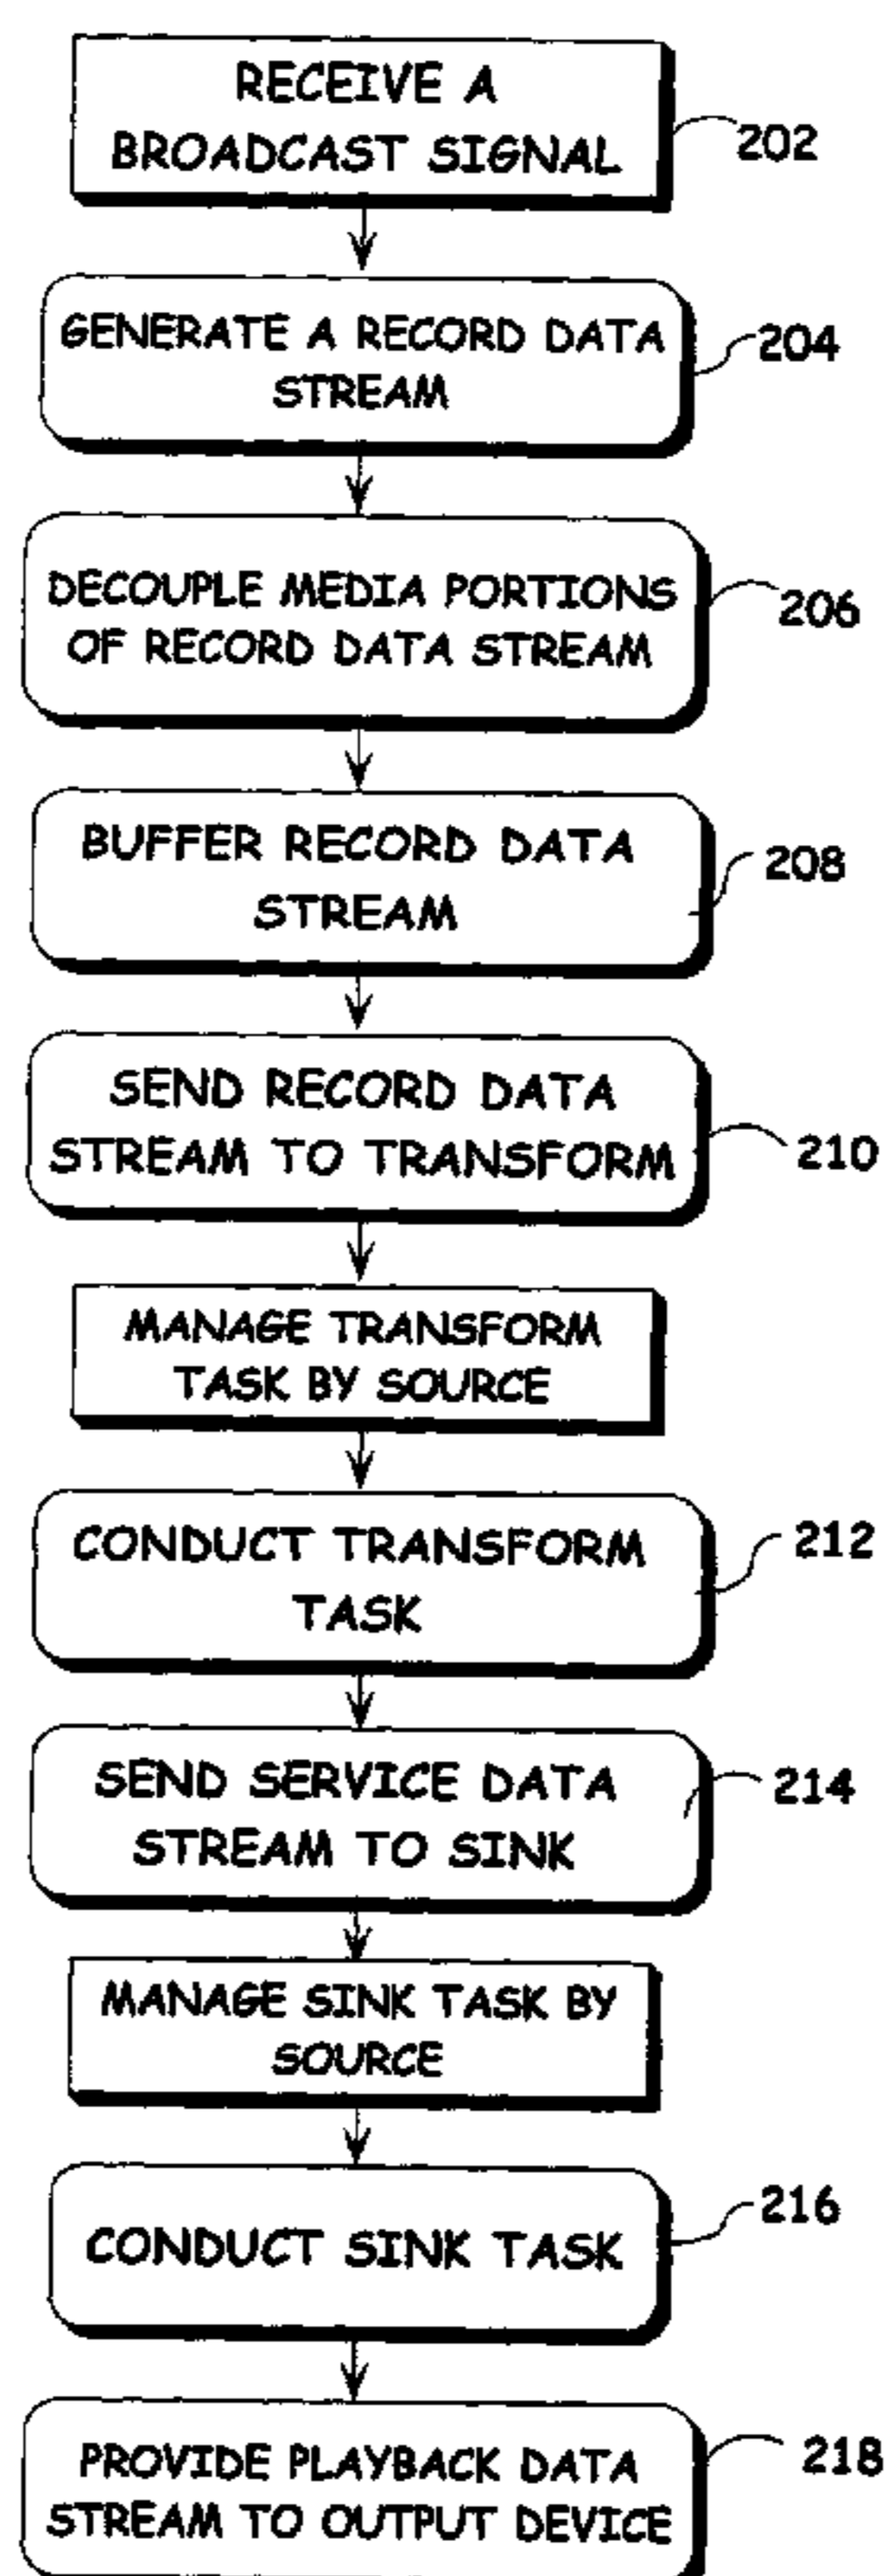 RECEIVE A
BROADCAST SIGNAL
202
GENERATE A RECORD DATA
STREAM
204
DECOUPLE MEDIA PORTIONS
OF RECORD DATA STREAM
206
BUFFER RECORD DATA
STREAM
208
SEND RECORD DATA
STREAM TO TRANSFORM
210
MANAGE TRANSFORM
TASK BY SOURCE
CONDUCT TRANSFORM
TASK
212
SEND SERVICE DATA
STREAM TO SINK
214
MANAGE SINK TASK BY
SOURCE
CONDUCT SINK TASK
216
PROVIDE PLAYBACK DATA
STREAM TO OUTPUT DEVICE
218